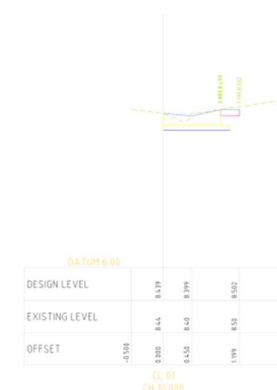 DATUM 6.00
DESIGN LEVEL 8.439 8.399 8.502
EXISTING LEVEL 8.44 8.40 8.50
OFFSET -0.500 0.000 0.450 1.199
CL 01
CH 10.000